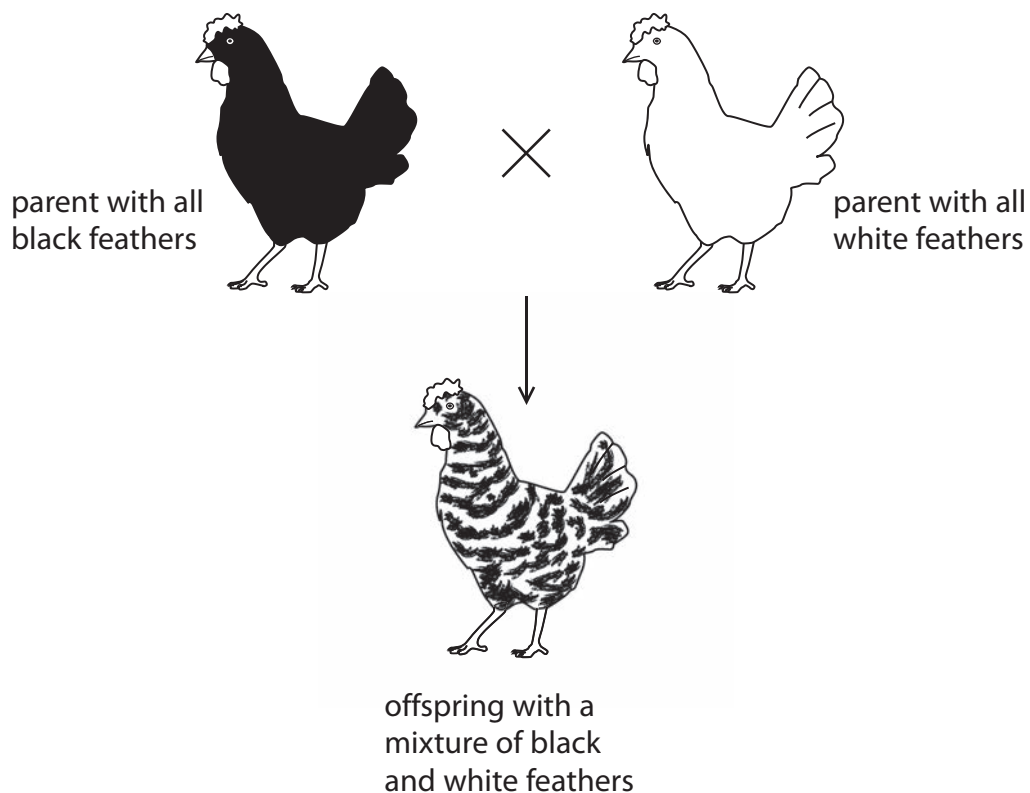 parent with all
black feathers
parent with all
white feathers
offspring with a
mixture of black
and white feathers